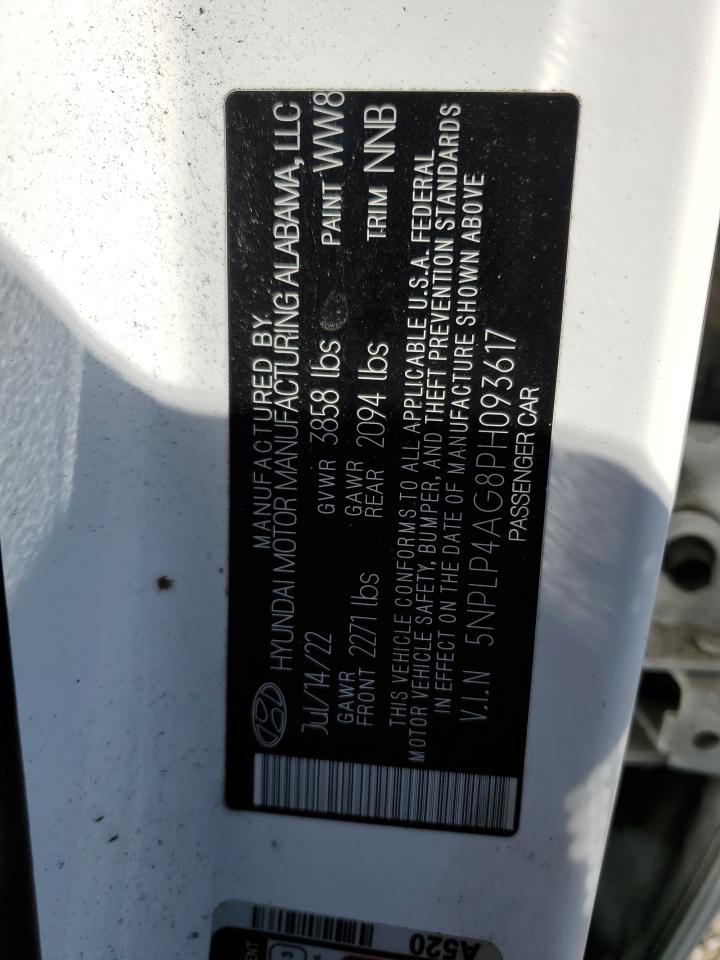 MANUFACTURED BY
HYUNDAI MOTOR MANUFACTURING ALABAMA, LLC
Jul/14/22 GVWR 3858 lbs PAINT WW8
GAWR FRONT 2271 lbs GAWR REAR 2094 lbs TRIM NNB
THIS VEHICLE CONFORMS TO ALL APPLICABLE U.S.A. FEDERAL
MOTOR VEHICLE SAFETY, BUMPER, AND THEFT PREVENTION STANDARDS
IN EFFECT ON THE DATE OF MANUFACTURE SHOWN ABOVE
V.I.N 5NPLP4AG8PH093617
PASSENGER CAR
A520
3